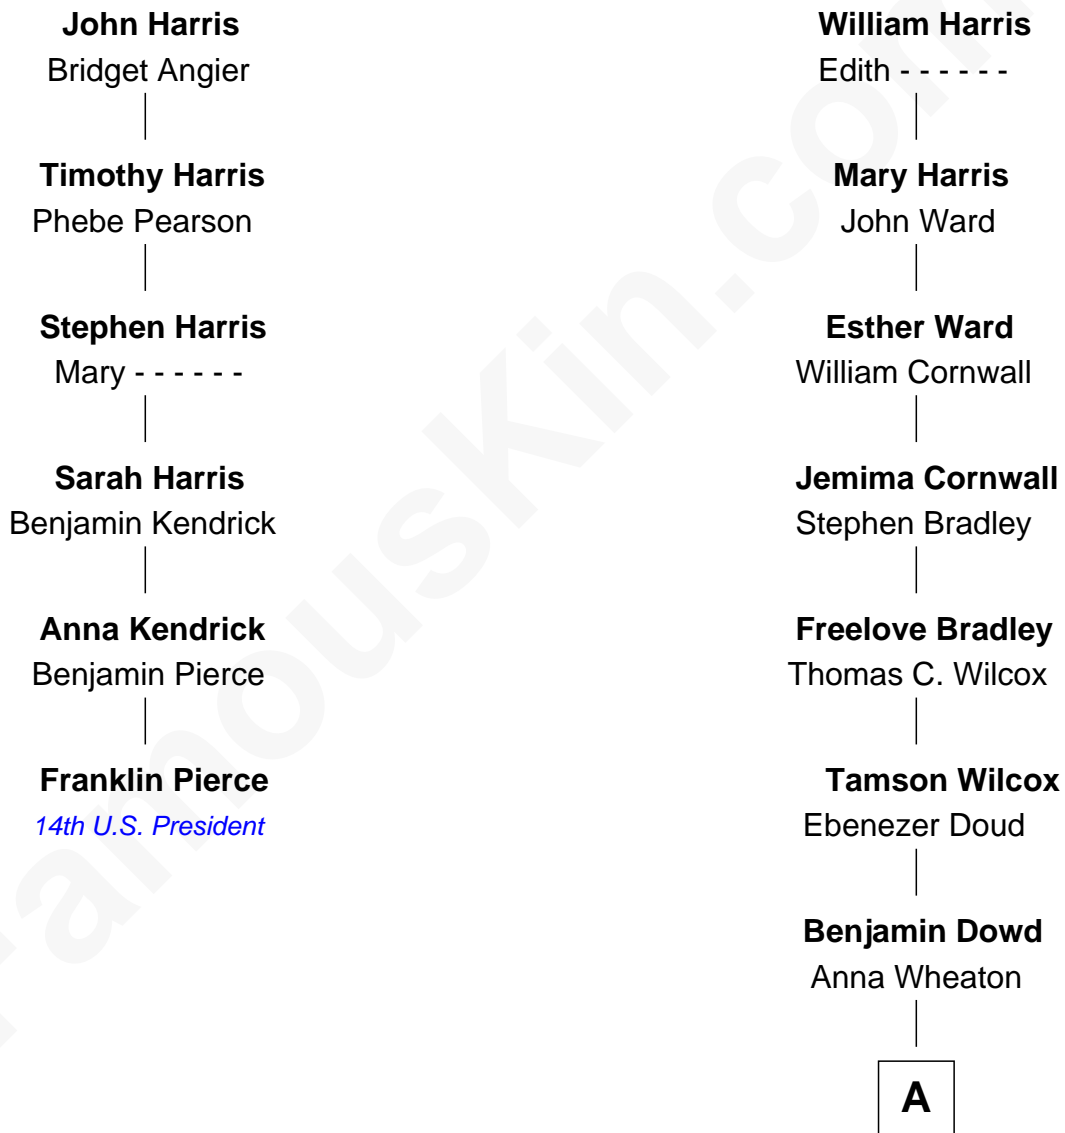 John Harris
Bridget Angier
Timothy Harris
Phebe Pearson
Stephen Harris
Mary - - - - - -
Sarah Harris
Benjamin Kendrick
Anna Kendrick
Benjamin Pierce
Franklin Pierce
14th U.S. President
William Harris
Edith - - - - - -
Mary Harris
John Ward
Esther Ward
William Cornwall
Jemima Cornwall
Stephen Bradley
Freelove Bradley
Thomas C. Wilcox
Tamson Wilcox
Ebenezer Doud
Benjamin Dowd
Anna Wheaton
A
FamousKin.com